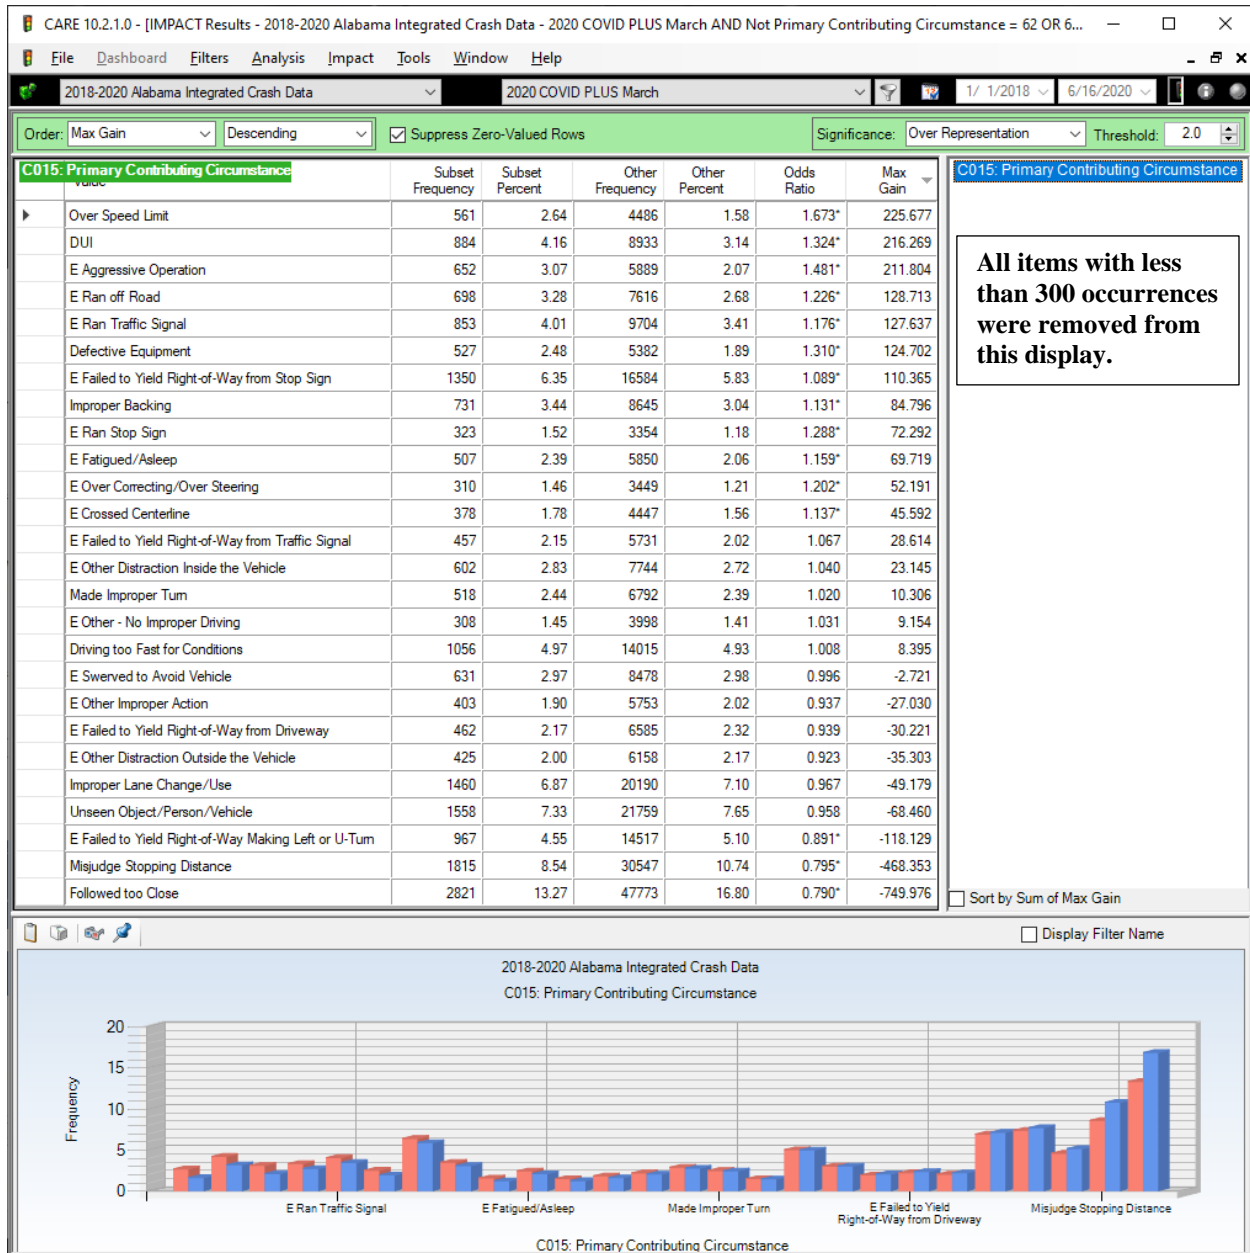 CARE 10.2.1.0 - [IMPACT Results - 2018-2020 Alabama Integrated Crash Data - 2020 COVID PLUS March AND Not Primary Contributing Circumstance = 62 OR 6...
File Dashboard Filters Analysis Impact Tools Window Help
2018-2020 Alabama Integrated Crash Data 2020 COVID PLUS March 1/ 1/2018 6/16/2020
Order: Max Gain Descending Suppress Zero-Valued Rows Significance: Over Representation Threshold: 2.0
C015: Primary Contributing Circumstance Subset Frequency Subset Percent Other Frequency Other Percent Odds Ratio Max Gain
Over Speed Limit 561 2.64 4486 1.58 1.673* 225.677
DUI 884 4.16 8933 3.14 1.324* 216.269
E Aggressive Operation 652 3.07 5889 2.07 1.481* 211.804
E Ran off Road 698 3.28 7616 2.68 1.226* 128.713
E Ran Traffic Signal 853 4.01 9704 3.41 1.176* 127.637
Defective Equipment 527 2.48 5382 1.89 1.310* 124.702
E Failed to Yield Right-of-Way from Stop Sign 1350 6.35 16584 5.83 1.089* 110.365
Improper Backing 731 3.44 8645 3.04 1.131* 84.796
E Ran Stop Sign 323 1.52 3354 1.18 1.288* 72.292
E Fatigued/Asleep 507 2.39 5850 2.06 1.159* 69.719
E Over Correcting/Over Steering 310 1.46 3449 1.21 1.202* 52.191
E Crossed Centerline 378 1.78 4447 1.56 1.137* 45.592
E Failed to Yield Right-of-Way from Traffic Signal 457 2.15 5731 2.02 1.067 28.614
E Other Distraction Inside the Vehicle 602 2.83 7744 2.72 1.040 23.145
Made Improper Turn 518 2.44 6792 2.39 1.020 10.306
E Other - No Improper Driving 308 1.45 3998 1.41 1.031 9.154
Driving too Fast for Conditions 1056 4.97 14015 4.93 1.008 8.395
E Swerved to Avoid Vehicle 631 2.97 8478 2.98 0.996 -2.721
E Other Improper Action 403 1.90 5753 2.02 0.937 -27.030
E Failed to Yield Right-of-Way from Driveway 462 2.17 6585 2.32 0.939 -30.221
E Other Distraction Outside the Vehicle 425 2.00 6158 2.17 0.923 -35.303
Improper Lane Change/Use 1460 6.87 20190 7.10 0.967 -49.179
Unseen Object/Person/Vehicle 1558 7.33 21759 7.65 0.958 -68.460
E Failed to Yield Right-of-Way Making Left or U-Turn 967 4.55 14517 5.10 0.891* -118.129
Misjudge Stopping Distance 1815 8.54 30547 10.74 0.795* -468.353
Followed too Close 2821 13.27 47773 16.80 0.790* -749.976
C015: Primary Contributing Circumstance
All items with less
than 300 occurrences
were removed from
this display.
Sort by Sum of Max Gain
Display Filter Name
2018-2020 Alabama Integrated Crash Data
C015: Primary Contributing Circumstance
Frequency
20
15
10
5
0
E Ran Traffic Signal
E Fatigued/Asleep
Made Improper Turn
E Failed to Yield
Right-of-Way from Driveway
Misjudge Stopping Distance
C015: Primary Contributing Circumstance